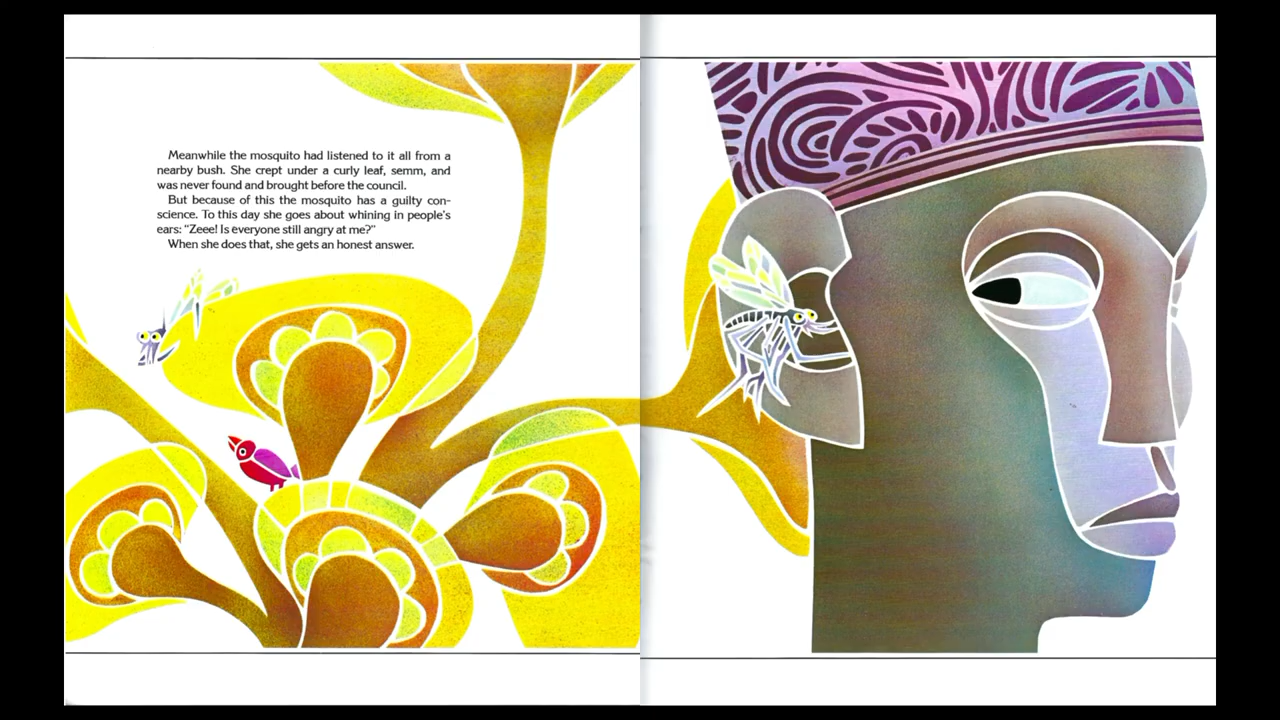 Meanwhile the mosquito had listened to it all from a
nearby bush. She crept under a curly leaf, semm, and
was never found and brought before the council.
But because of this the mosquito has a guilty con-
science. To this day she goes about whining in people's
ears: "Zeee! Is everyone still angry at me?"
When she does that, she gets an honest answer.